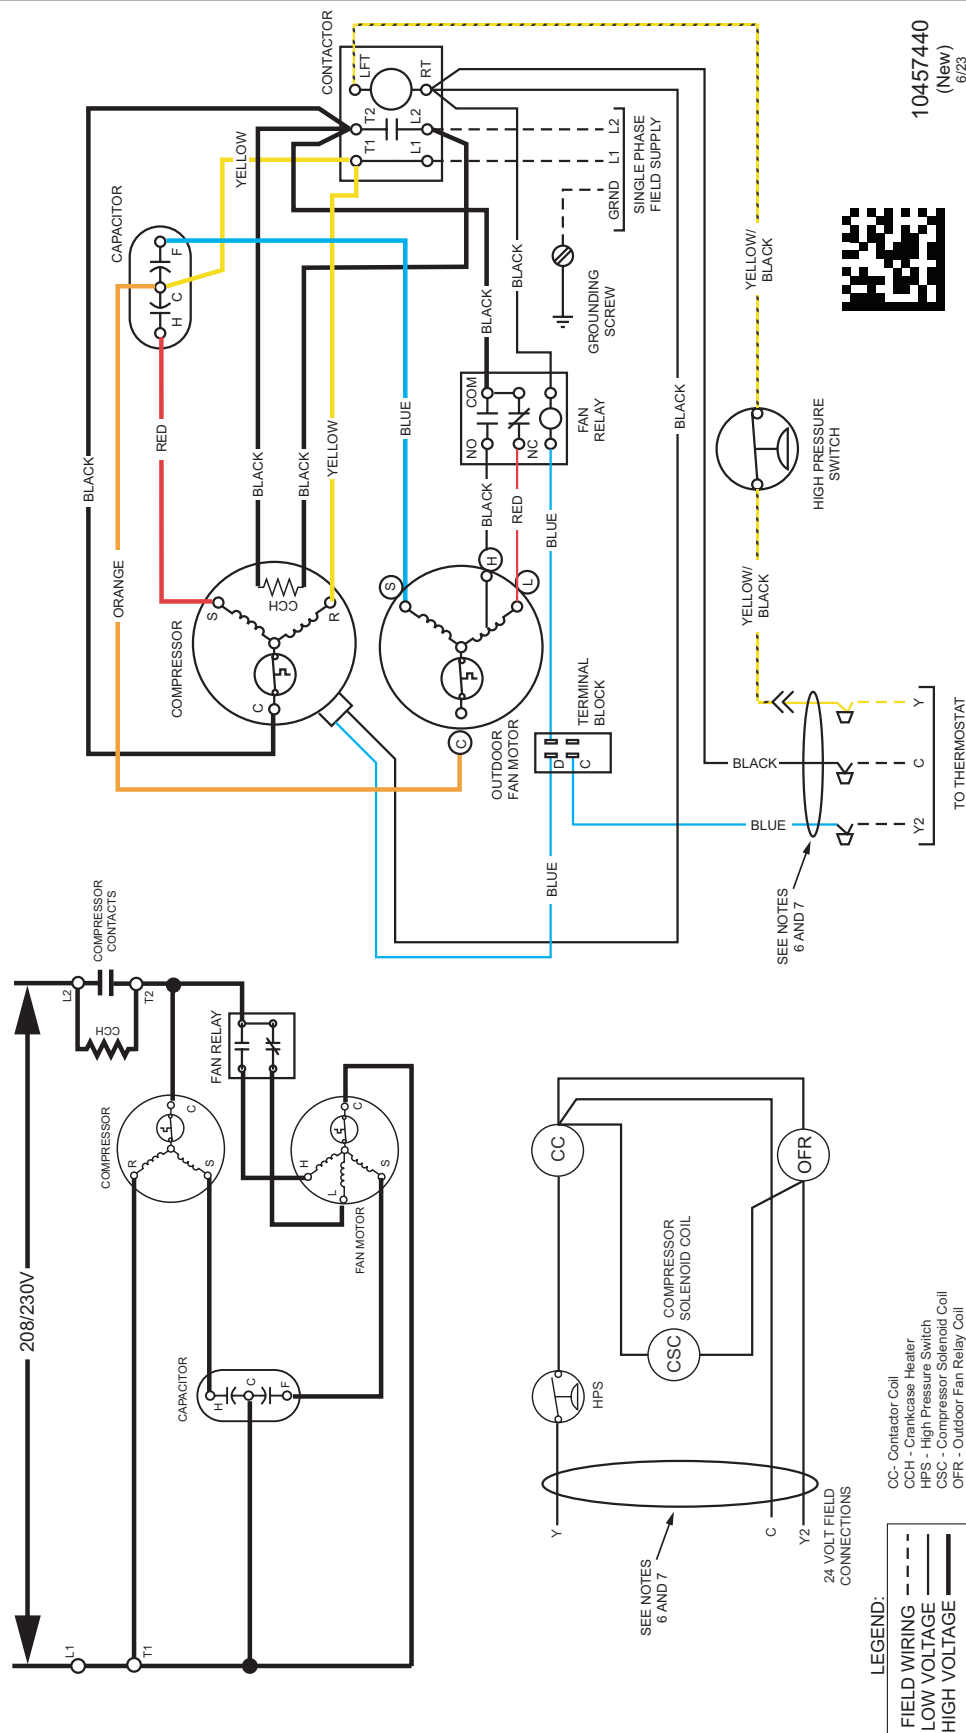 10457440
(New)
6/23
CONTACTOR
LFT
RT
T2
L2
T1
L1
YELLOW
CAPACITOR
F
C
H
L2
L1
GRND
SINGLE PHASE
FIELD SUPPLY
GROUNDING
SCREW
BLACK
BLACK
YELLOW/
BLACK
COM
NO
NC
FAN
RELAY
BLUE
RED
BLACK
BLACK
BLACK
YELLOW
BLACK
HIGH PRESSURE
SWITCH
BLACK
RED
BLUE
ORANGE
COMPRESSOR
S
CCH
R
C
S
H
L
C
OUTDOOR
FAN MOTOR
TERMINAL
BLOCK
D
C
YELLOW/
BLACK
BLACK
BLUE
BLUE
Y
C
Y2
TO THERMOSTAT
SEE NOTES
6 AND 7
208/230V
L2
COMPRESSOR
CONTACTS
CCH
T2
COMPRESSOR
R
C
S
FAN RELAY
H
C
L
S
FAN MOTOR
CAPACITOR
H
C
F
L1
T1
CC
OFR
COMPRESSOR
SOLENOID COIL
CSC
HPS
Y
C
Y2
24 VOLT FIELD
CONNECTIONS
SEE NOTES
6 AND 7
CC- Contactor Coil
CCH - Crankcase Heater
HPS - High Pressure Switch
CSC - Compressor Solenoid Coil
OFR - Outdoor Fan Relay Coil
LEGEND:
FIELD WIRING
LOW VOLTAGE
HIGH VOLTAGE